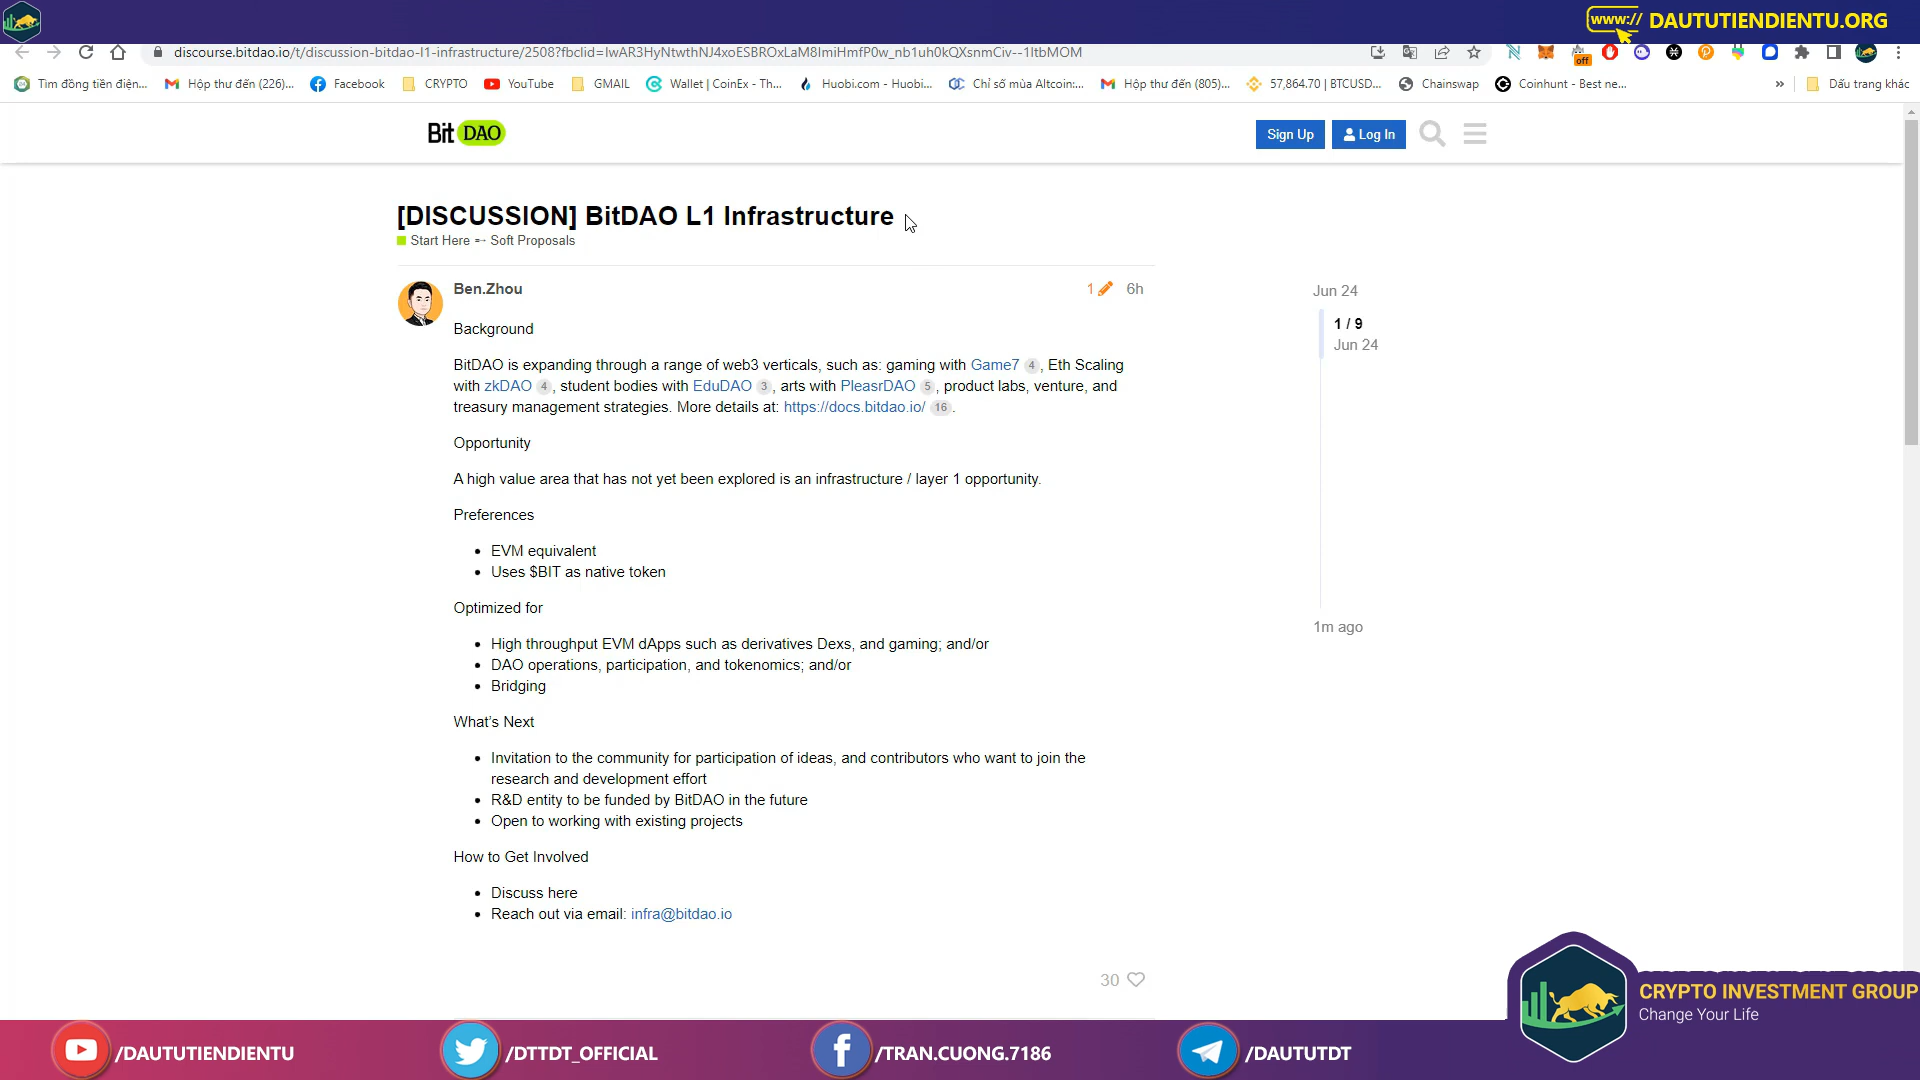 www:// DAUTUTIENDIENTU.ORG
discourse.bitdao.io/t/discussion-bitdao-l1-infrastructure/2508?fbclid=IwAR3HyNtwthNJ4xoESBROxLaM8ImiHmfP0w_nb1uh0kQXsnmCiv--1ItbMOM
off
Tìm đồng tiền điện... Hộp thư đến (226)... Facebook CRYPTO YouTube GMAIL Wallet | CoinEx - Th... Huobi.com - Huobi... Chỉ số mùa Altcoin:... Hộp thư đến (805)... 57,864.70 | BTCUSD... Chainswap Coinhunt - Best ne... » Dấu trang khác
Bit DAO
Sign Up Log In
[DISCUSSION] BitDAO L1 Infrastructure
Start Here Soft Proposals
Ben.Zhou 1 6h
Background
BitDAO is expanding through a range of web3 verticals, such as: gaming with Game7 4, Eth Scaling
with zkDAO 4, student bodies with EduDAO 3, arts with PleasrDAO 5, product labs, venture, and
treasury management strategies. More details at: https://docs.bitdao.io/ 16.
Opportunity
A high value area that has not yet been explored is an infrastructure / layer 1 opportunity.
Preferences
• EVM equivalent
• Uses $BIT as native token
Optimized for
• High throughput EVM dApps such as derivatives Dexs, and gaming; and/or
• DAO operations, participation, and tokenomics; and/or
• Bridging
What's Next
• Invitation to the community for participation of ideas, and contributors who want to join the
research and development effort
• R&D entity to be funded by BitDAO in the future
• Open to working with existing projects
How to Get Involved
• Discuss here
• Reach out via email: infra@bitdao.io
30
Jun 24
1 / 9
Jun 24
1m ago
CRYPTO INVESTMENT GROUP
Change Your Life
/DAUTUTIENDIENTU /DTTDT_OFFICIAL /TRAN.CUONG.7186 /DAUTUTDT